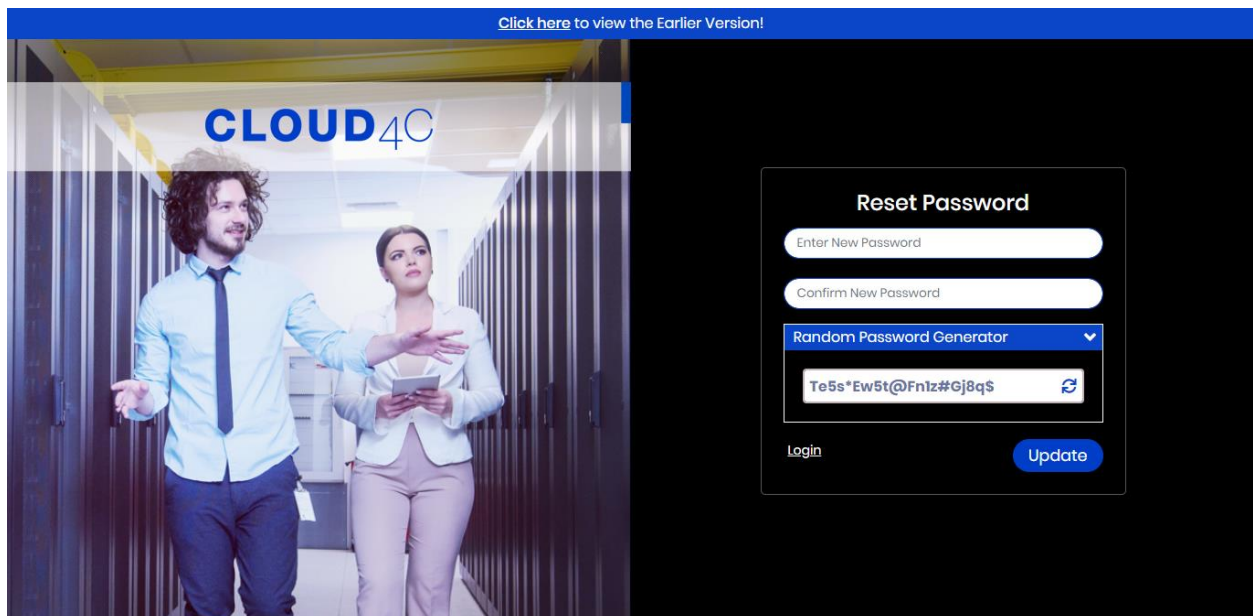 Click here to view the Earlier Version!
CLOUD4C
Reset Password
Enter New Password
Confirm New Password
Random Password Generator
Te5s*Ew5t@Fn1z#Gj8q$
Login
Update